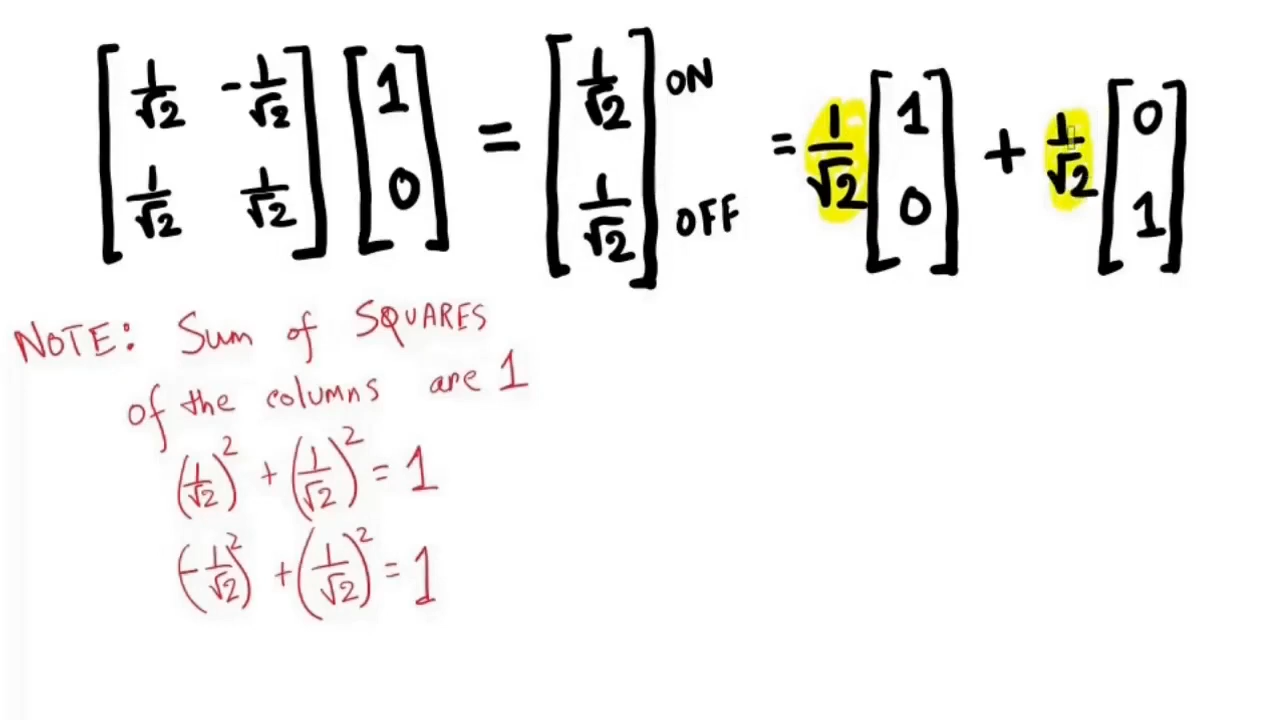 [1/√2 -1/√2] [1] = [1/√2] ON = 1/√2 [1] + 1/√2 [0]
[1/√2 1/√2] [0] [1/√2] OFF [0] [1]
NOTE: Sum of SQUARES
of the columns are 1
(1/√2)² + (1/√2)² = 1
(-1/√2)² + (1/√2)² = 1